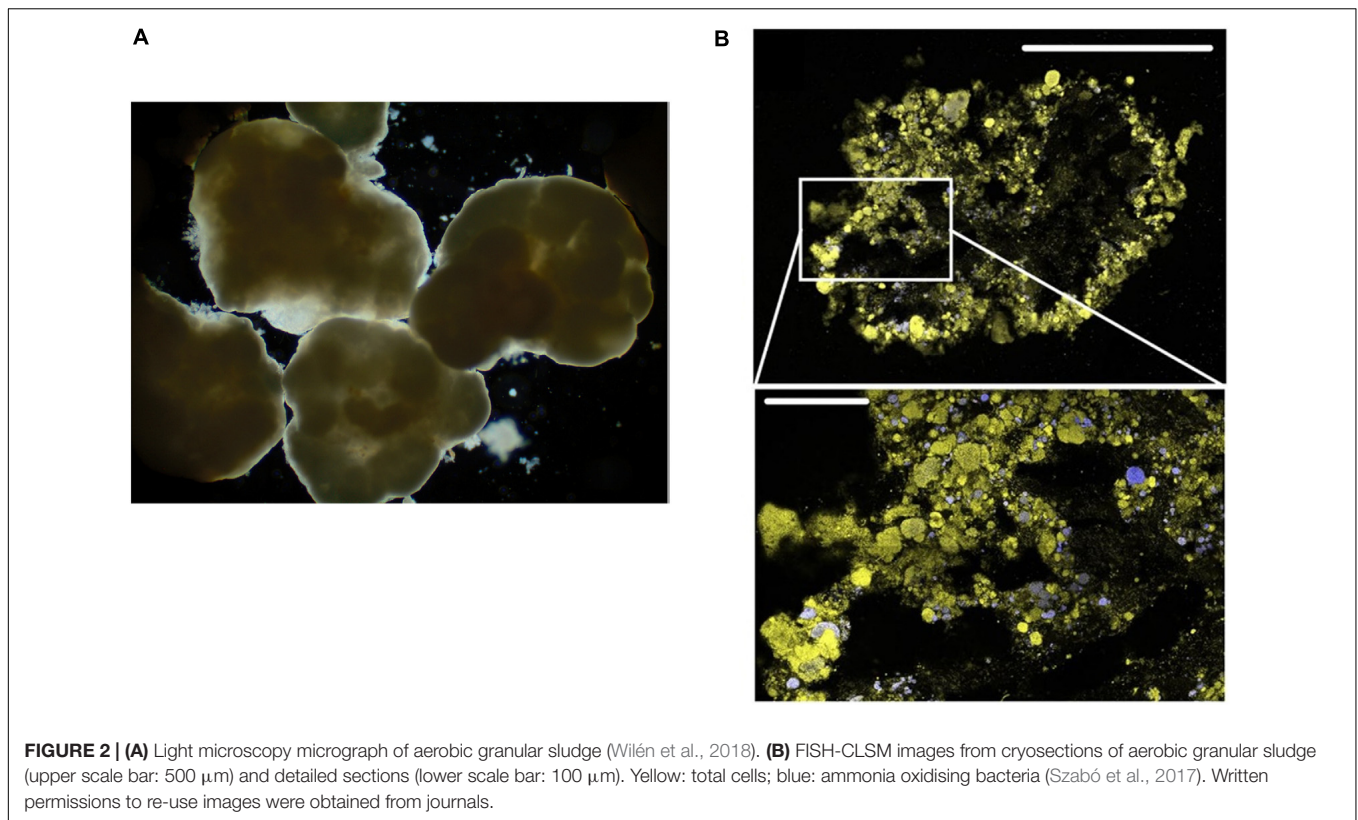 A
B
FIGURE 2 | (A) Light microscopy micrograph of aerobic granular sludge (Wilén et al., 2018). (B) FISH-CLSM images from cryosections of aerobic granular sludge
(upper scale bar: 500 μm) and detailed sections (lower scale bar: 100 μm). Yellow: total cells; blue: ammonia oxidising bacteria (Szabó et al., 2017). Written
permissions to re-use images were obtained from journals.